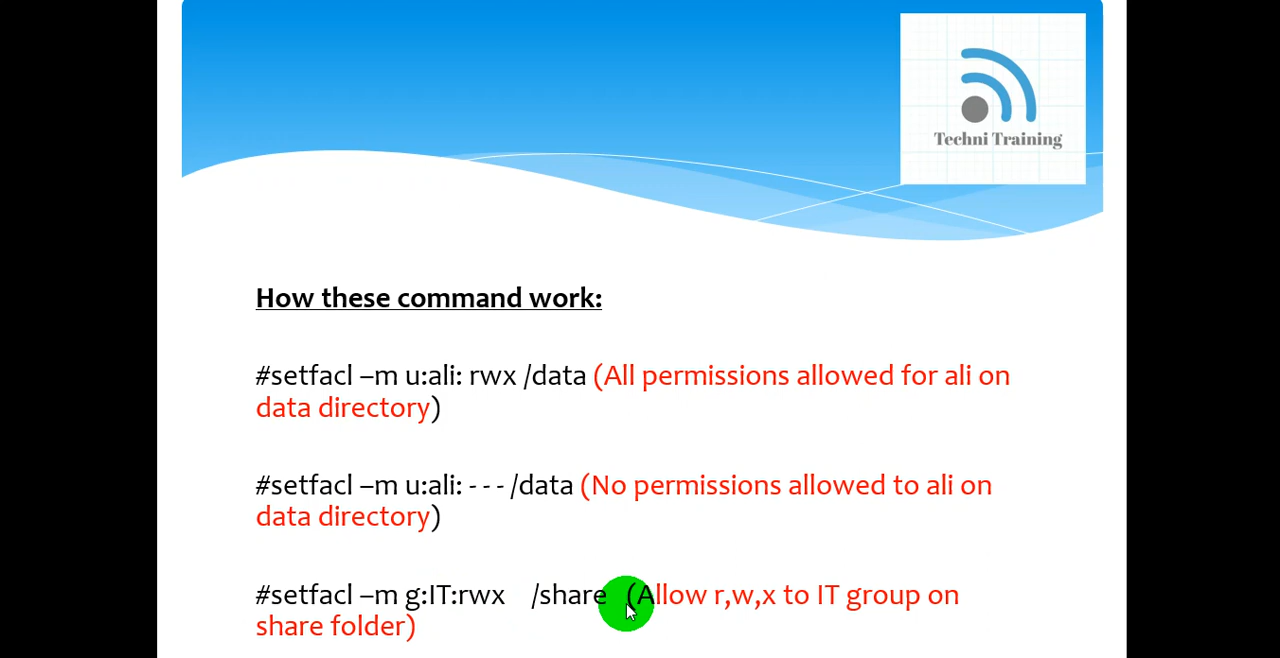 Techni Training
How these command work:
#setfacl –m u:ali: rwx /data (All permissions allowed for ali on
data directory)
#setfacl –m u:ali: - - - /data (No permissions allowed to ali on
data directory)
#setfacl –m g:IT:rwx /share (Allow r,w,x to IT group on
share folder)